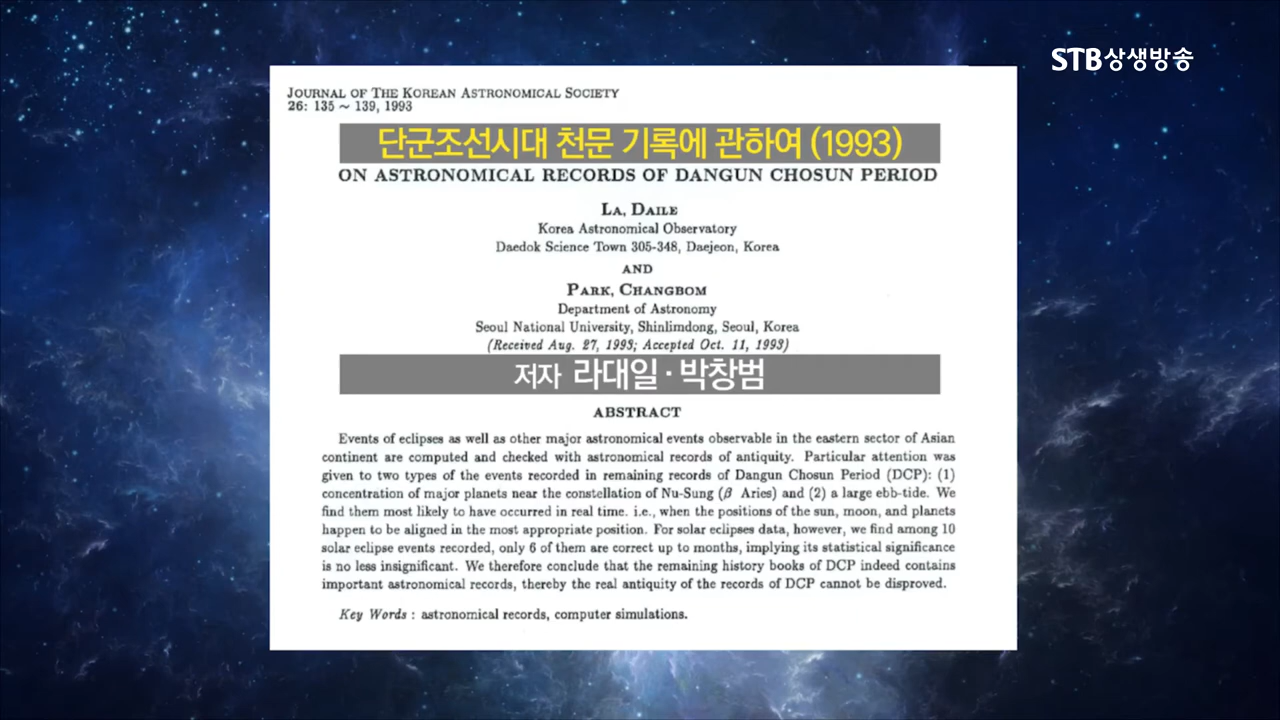 STB상생방송
JOURNAL OF THE KOREAN ASTRONOMICAL SOCIETY
26: 135 ~ 139, 1993
단군조선시대 천문 기록에 관하여 (1993)
ON ASTRONOMICAL RECORDS OF DANGUN CHOSUN PERIOD
LA, DAILE
Korea Astronomical Observatory
Daedok Science Town 305-348, Daejeon, Korea
AND
PARK, CHANGBOM
Department of Astronomy
Seoul National University, Shinlimdong, Seoul, Korea
(Received Aug. 27, 1993; Accepted Oct. 11, 1993)
저자 라대일 · 박창범
ABSTRACT
Events of eclipses as well as other major astronomical events observable in the eastern sector of Asian
continent are computed and checked with astronomical records of antiquity. Particular attention was
given to two types of the events recorded in remaining records of Dangun Chosun Period (DCP): (1)
concentration of major planets near the constellation of Nu-Sung (β Aries) and (2) a large ebb-tide. We
find them most likely to have occurred in real time. i.e., when the positions of the sun, moon, and planets
happen to be aligned in the most appropriate position. For solar eclipses data, however, we find among 10
solar eclipse events recorded, only 6 of them are correct up to months, implying its statistical significance
is no less insignificant. We therefore conclude that the remaining history books of DCP indeed contains
important astronomical records, thereby the real antiquity of the records of DCP cannot be disproved.
Key Words : astronomical records, computer simulations.